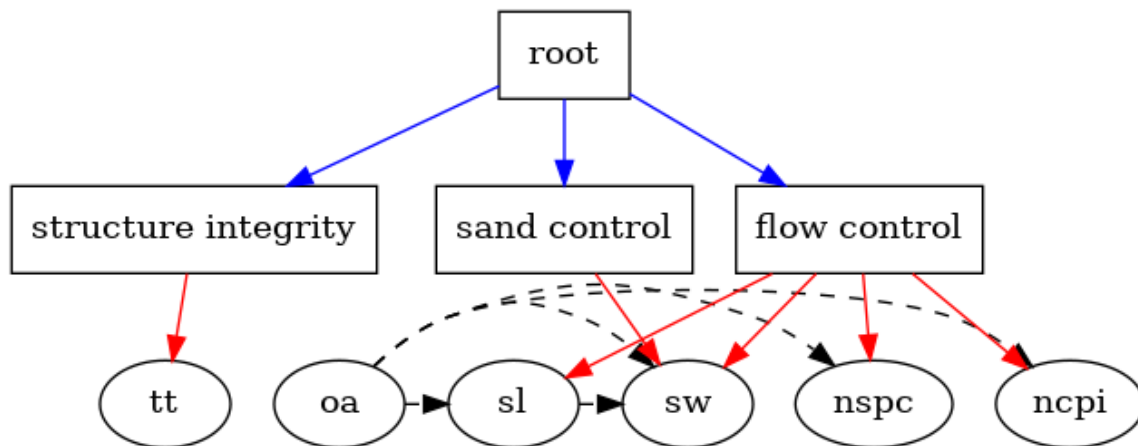 root
structure integrity
sand control
flow control
tt
oa
sl
sw
nspc
ncpi